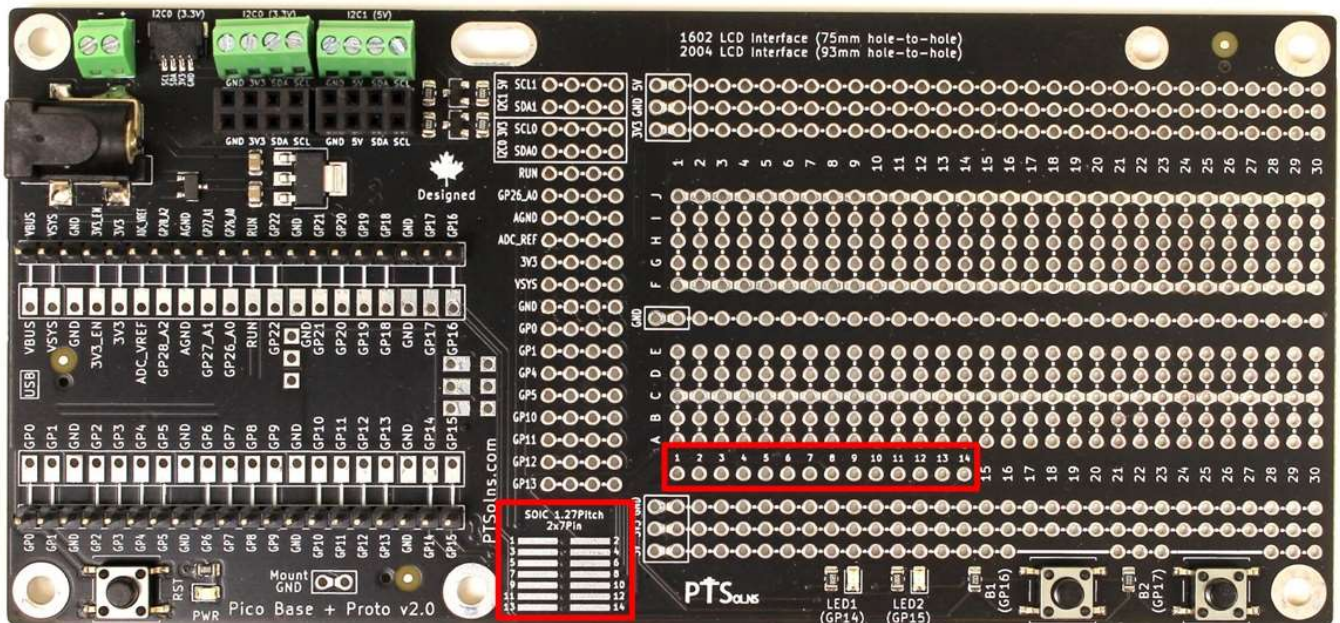 - +
I2C0 (3.3V)
I2C0 (3.3V)
I2C1 (5V)
SCL
SDA
3V3
GND
GND 3V3 SDA SCL
GND 5V SDA SCL
GND 3V3 SDA SCL
GND 5V SDA SCL
1602 LCD Interface (75mm hole-to-hole)
2004 LCD Interface (93mm hole-to-hole)
I2C1 5V
SCL1
SDA1
I2C0 3V3
SCL0
SDA0
RUN
GP26_A0
AGND
ADC_REF
3V3
VSYS
GND
GP0
GP1
GP4
GP5
GP10
GP11
GP12
GP13
Designed
VBUS VSYS GND 3V3_EN 3V3 GP28_A2 AGND GP27_A1 GP26_A0 RUN GP22 GND GP21 GP20 GP19 GP18 GND GP17 GP16
VBUS VSYS GND 3V3_EN 3V3 ADC_VREF GP28_A2 AGND GP27_A1 GP26_A0 RUN GP22 GND GP21 GP20 GP19 GP18 GND GP17 GP16
USB
GP0 GP1 GND GP2 GP3 GP4 GP5 GND GP6 GP7 GP8 GP9 GND GP10 GP11 GP12 GP13 GND GP14 GP15
GP0 GP1 GND GP2 GP3 GP4 GP5 GND GP6 GP7 GP8 GP9 GND GP10 GP11 GP12 GP13 GND GP14 GP15
PTSolns.com
RST
PWR
Mount
GND
Pico Base + Proto v2.0
SOIC 1.27Pitch
2x7Pin
2
3 4
5 6
7 8
9 10
11 12
13 14
5V
GND
3V3
1 2 3 4 5 6 7 8 9 10 11 12 13 14 15 16 17 18 19 20 21 22 23 24 25 26 27 28 29 30
J
I
H
G
F
GND
E
D
C
B
A
1 2 3 4 5 6 7 8 9 10 11 12 13 14
15 16 17 18 19 20 21 22 23 24 25 26 27 28 29 30
GND
3V3
5V
PTSOLNS
LED1
(GP14)
LED2
(GP15)
B1
(GP16)
B2
(GP17)